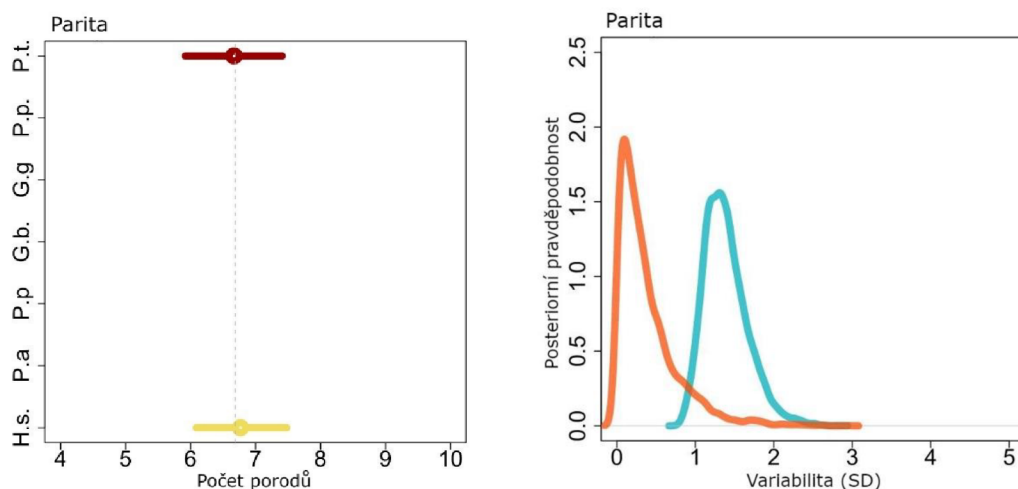 Parita
P.t.
P.p.
G.g
G.b.
P.p
P.a
H.s.
4 5 6 7 8 9 10
Počet porodů
Parita
2.5
2.0
1.5
1.0
0.5
0.0
Posteriorní pravděpodobnost
0 1 2 3 4 5
Variabilita (SD)